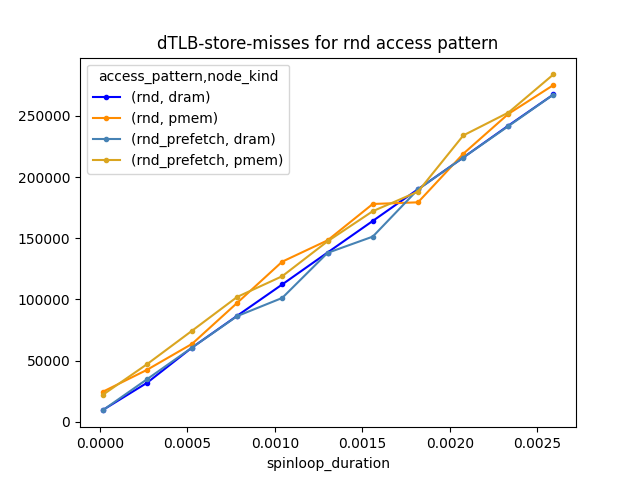 dTLB-store-misses for rnd access pattern
access_pattern,node_kind
(rnd, dram)
(rnd, pmem)
(rnd_prefetch, dram)
(rnd_prefetch, pmem)
250000
200000
150000
100000
50000
0
0.0000 0.0005 0.0010 0.0015 0.0020 0.0025
spinloop_duration